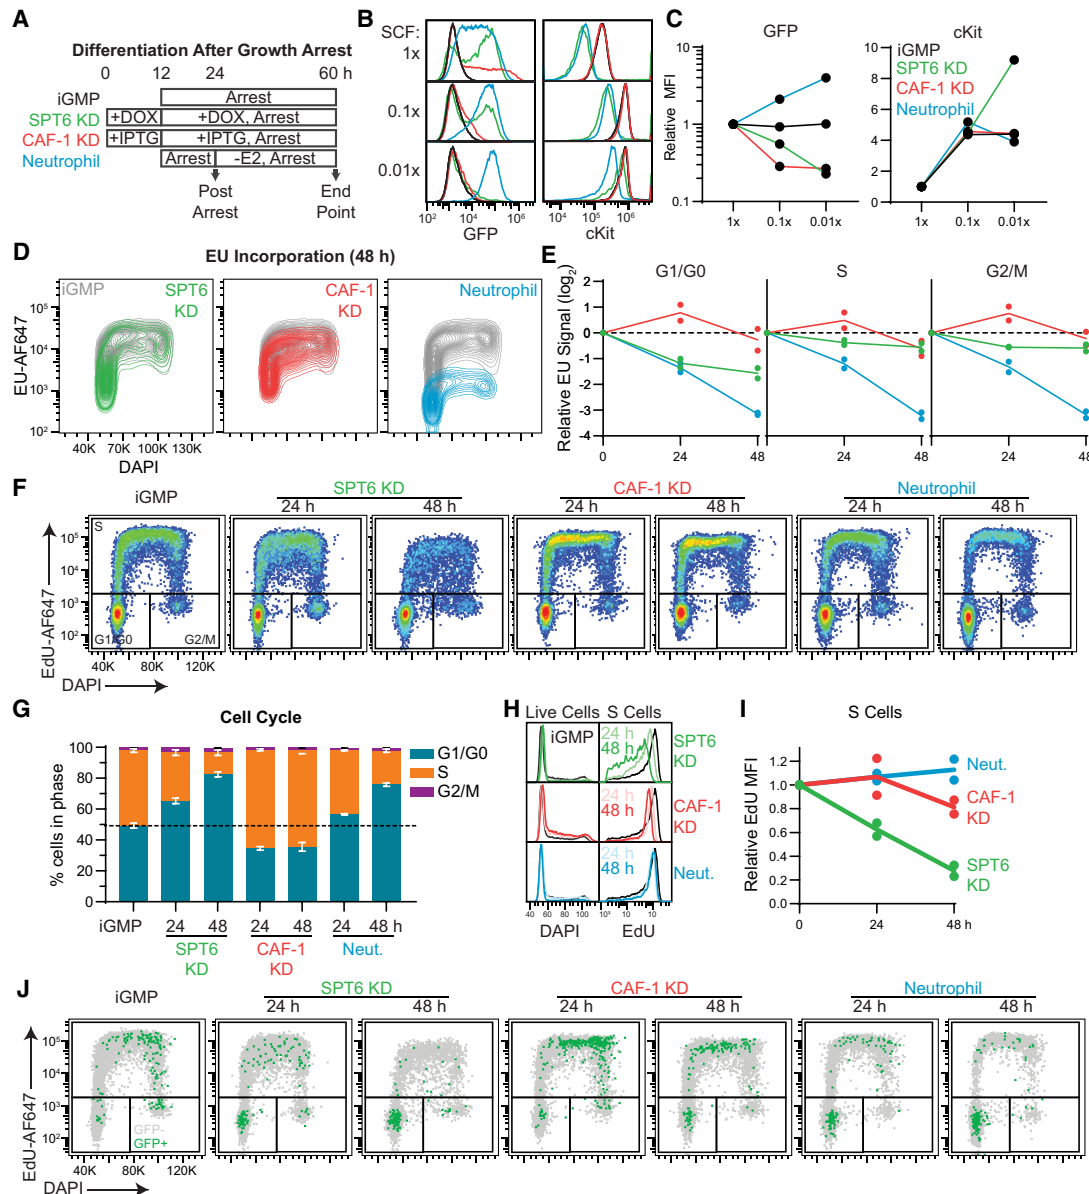 A
Differentiation After Growth Arrest
0 12 24 60 h
iGMP Arrest
SPT6 KD +DOX +DOX, Arrest
CAF-1 KD +IPTG +IPTG, Arrest
Neutrophil Arrest -E2, Arrest
Post Arrest
End Point
B
SCF:
1x
0.1x
0.01x
10² 10⁴ 10⁶
GFP
10⁴ 10⁵ 10⁶
cKit
C
GFP
Relative MFI
10
1
0.1
1x 0.1x 0.01x
cKit
iGMP
SPT6 KD
CAF-1 KD
Neutrophil
10
8
6
4
2
0
1x 0.1x 0.01x
D
EU Incorporation (48 h)
iGMP SPT6 KD
CAF-1 KD
Neutrophil
EU-AF647
10⁵
10⁴
10³
10²
40K 70K 100K 130K
DAPI
E
G1/G0 S G2/M
Relative EU Signal (log₂)
2
1
0
-1
-2
-3
-4
0 24 48 24 48 24 48
F
iGMP
SPT6 KD
24 h 48 h
CAF-1 KD
24 h 48 h
Neutrophil
24 h 48 h
EdU-AF647
10⁵
10⁴
10³
10²
S
G1/G0 G2/M
40K 80K 120K
DAPI
G
Cell Cycle
% cells in phase
100
80
60
40
20
0
G1/G0
S
G2/M
iGMP 24 48 24 48 24 48 h
SPT6 KD
CAF-1 KD
Neut.
H
Live Cells S Cells
iGMP
24 h
48 h
SPT6 KD
24 h
48 h
CAF-1 KD
24 h
48 h
Neut.
40 60 80 100
DAPI
10³ 10 10
EdU
I
S Cells
Relative EdU MFI
1.2
1.0
0.8
0.6
0.4
0.2
0.0
Neut.
CAF-1 KD
SPT6 KD
0 24 48 h
J
iGMP
SPT6 KD
24 h 48 h
CAF-1 KD
24 h 48 h
Neutrophil
24 h 48 h
EdU-AF647
10⁵
10⁴
10³
10²
GFP-
GFP+
40K 80K 120K
DAPI